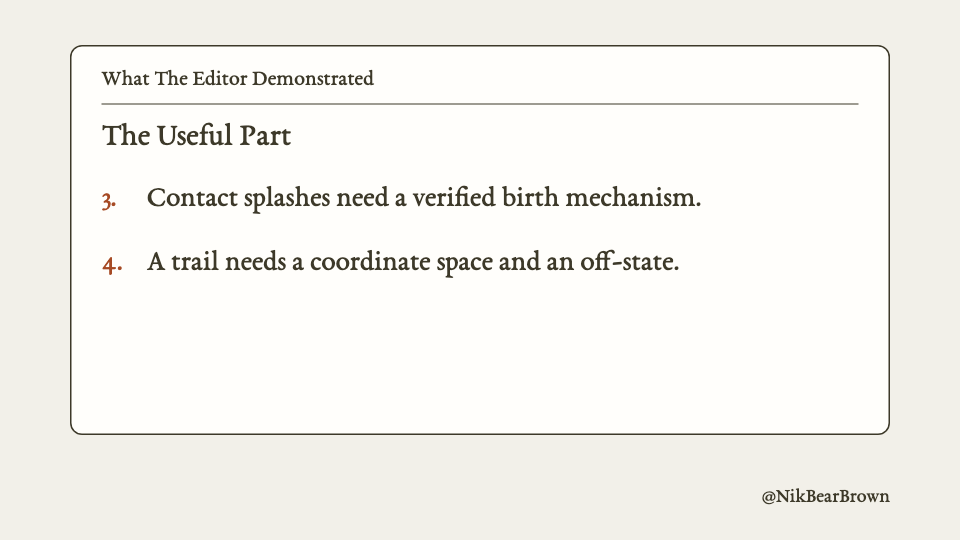 What The Editor Demonstrated
The Useful Part
3. Contact splashes need a verified birth mechanism.
4. A trail needs a coordinate space and an off-state.
@NikBearBrown